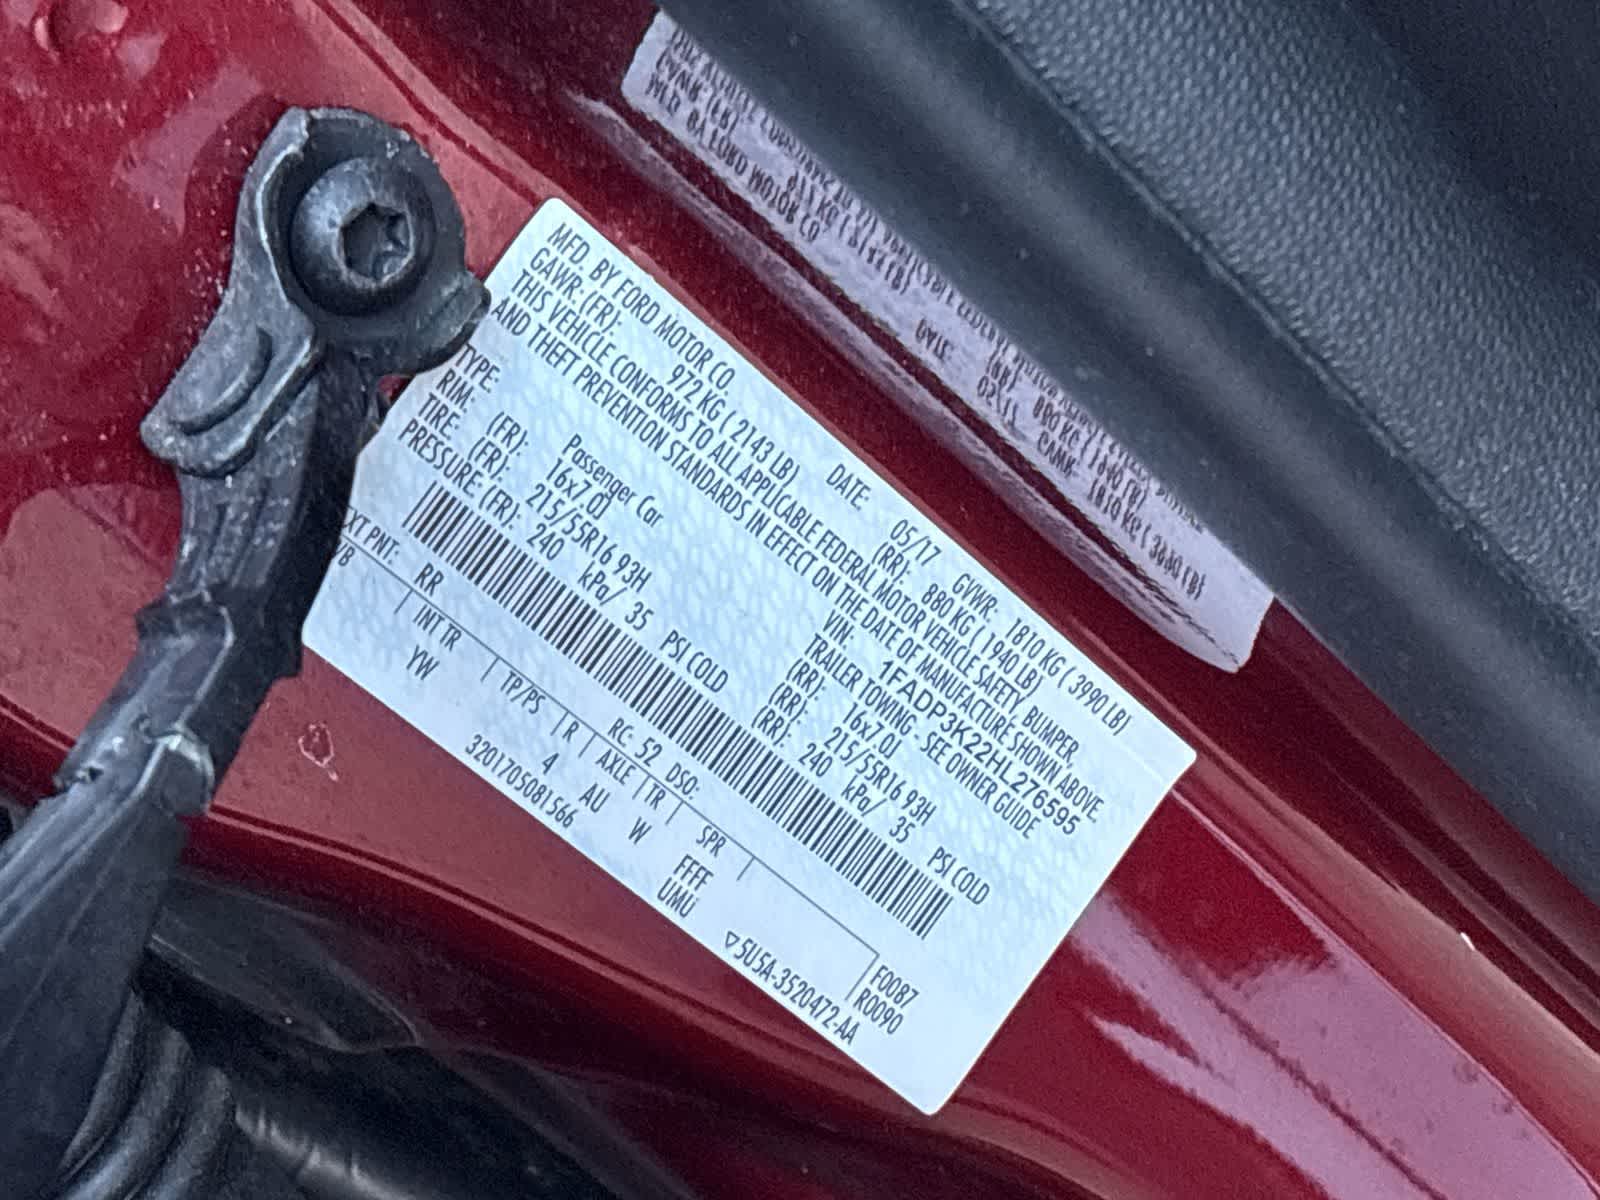 MFD. BY FORD MOTOR CO.
DATE: 05/17 GVWR: 1810 KG ( 3990 LB)
GAWR: (FR): 972 KG ( 2143 LB) (RR): 880 KG ( 1940 LB)
THIS VEHICLE CONFORMS TO ALL APPLICABLE FEDERAL MOTOR VEHICLE SAFETY, BUMPER,
AND THEFT PREVENTION STANDARDS IN EFFECT ON THE DATE OF MANUFACTURE SHOWN ABOVE.
VIN: 1FADP3K22HL276595
TYPE: Passenger Car TRAILER TOWING - SEE OWNER GUIDE
RIM: (FR): 16x7.0J (RR): 16x7.0J
TIRE: (FR): 215/55R16 93H (RR): 215/55R16 93H
PRESSURE: (FR): 240 kPa/ 35 PSI COLD (RR): 240 kPa/ 35 PSI COLD
EXT PNT: RR RC: 52 DSO: F0087
INT TR TP/PS R AXLE TR SPR R0090
YW 4 AU W FFFF
UMU
3201705081566 ▽5U5A-3520472-AA